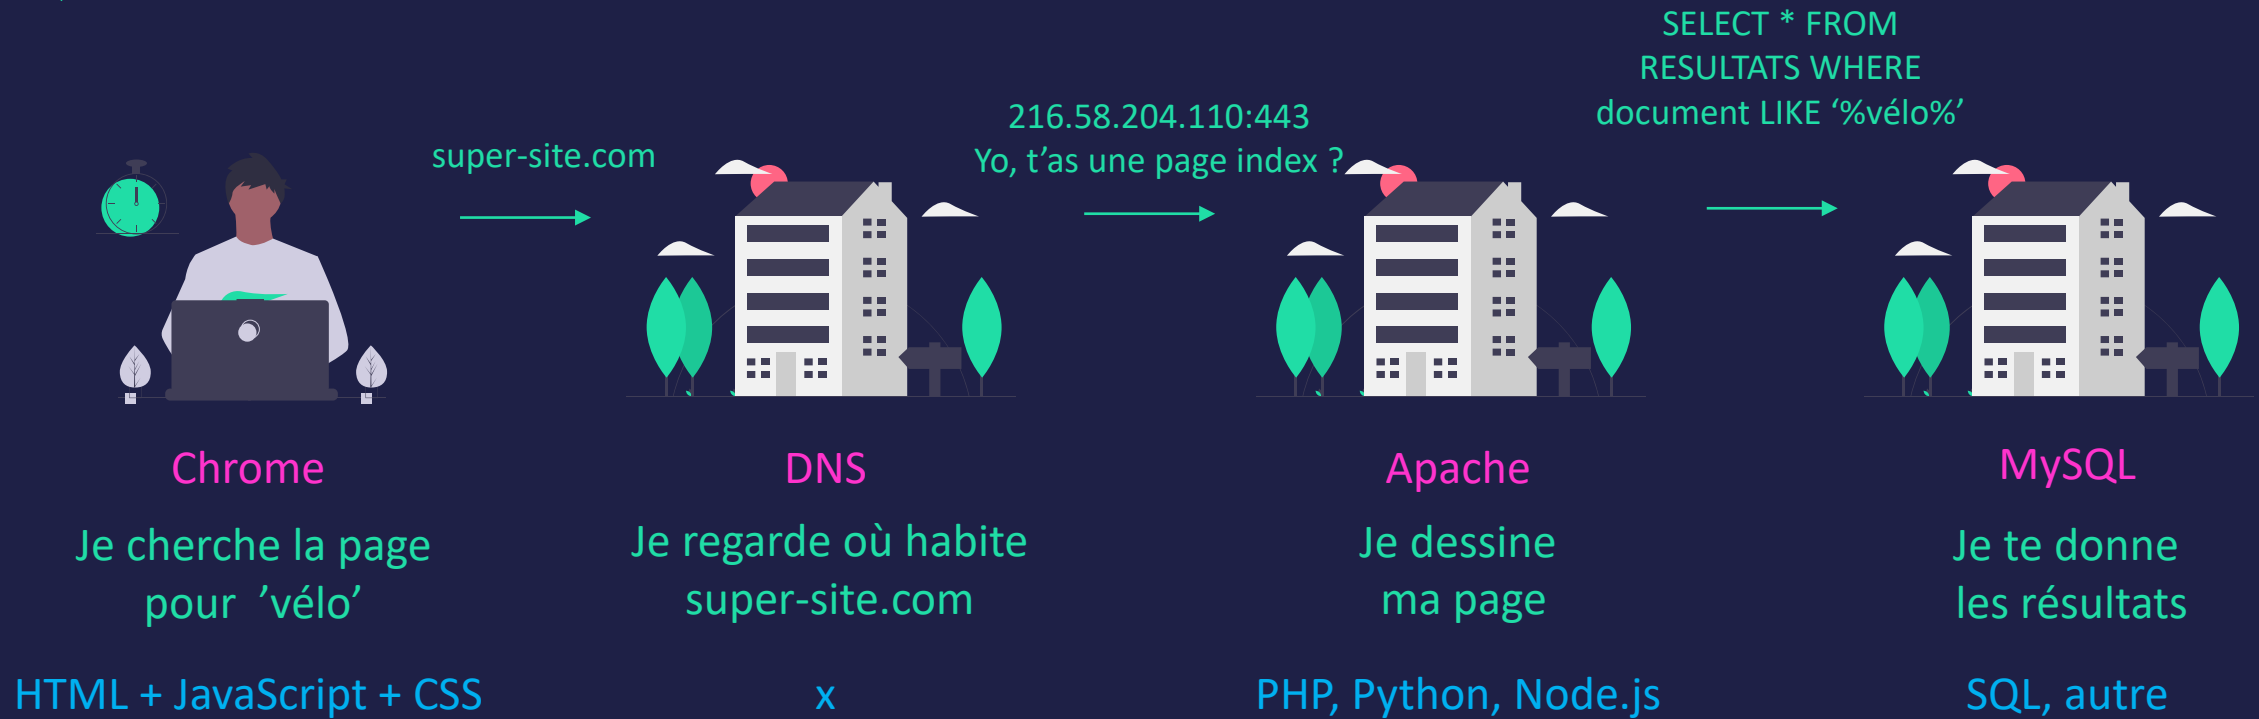 SELECT * FROM
RESULTATS WHERE
document LIKE ‘%vélo%’
super-site.com
216.58.204.110:443
Yo, t’as une page index ?
Chrome
Je cherche la page
pour ’vélo’
HTML + JavaScript + CSS
DNS
Je regarde où habite
super-site.com
x
Apache
Je dessine
ma page
PHP, Python, Node.js
MySQL
Je te donne
les résultats
SQL, autre